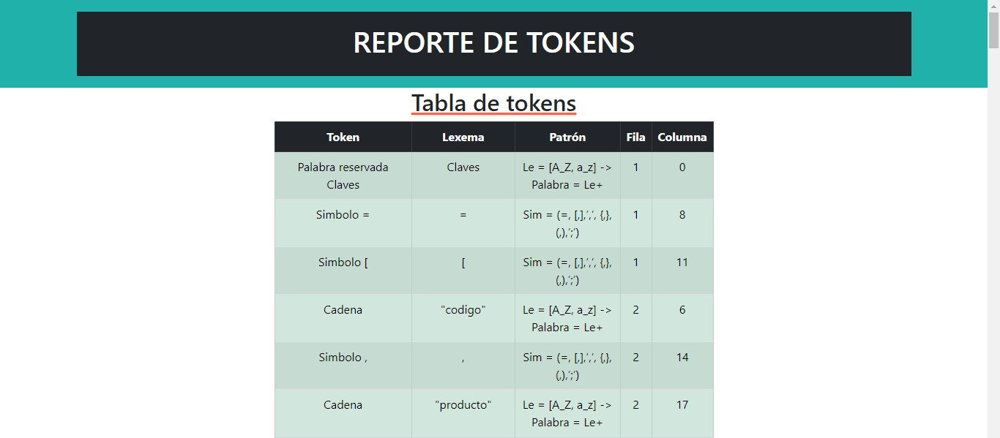 REPORTE DE TOKENS
Tabla de tokens
Token Lexema Patrón Fila Columna
Palabra reservada Claves Le = [A_Z, a_z] -> 1 0
Claves Palabra = Le+
Simbolo = = Sim = (=, [,],’,‘, {,}, 1 8
(,),’;’)
Simbolo [ [ Sim = (=, [,],’,‘, {,}, 1 11
(,),’;’)
Cadena "codigo" Le = [A_Z, a_z] -> 2 6
Palabra = Le+
Simbolo , , Sim = (=, [,],’,‘, {,}, 2 14
(,),’;’)
Cadena "producto" Le = [A_Z, a_z] -> 2 17
Palabra = Le+